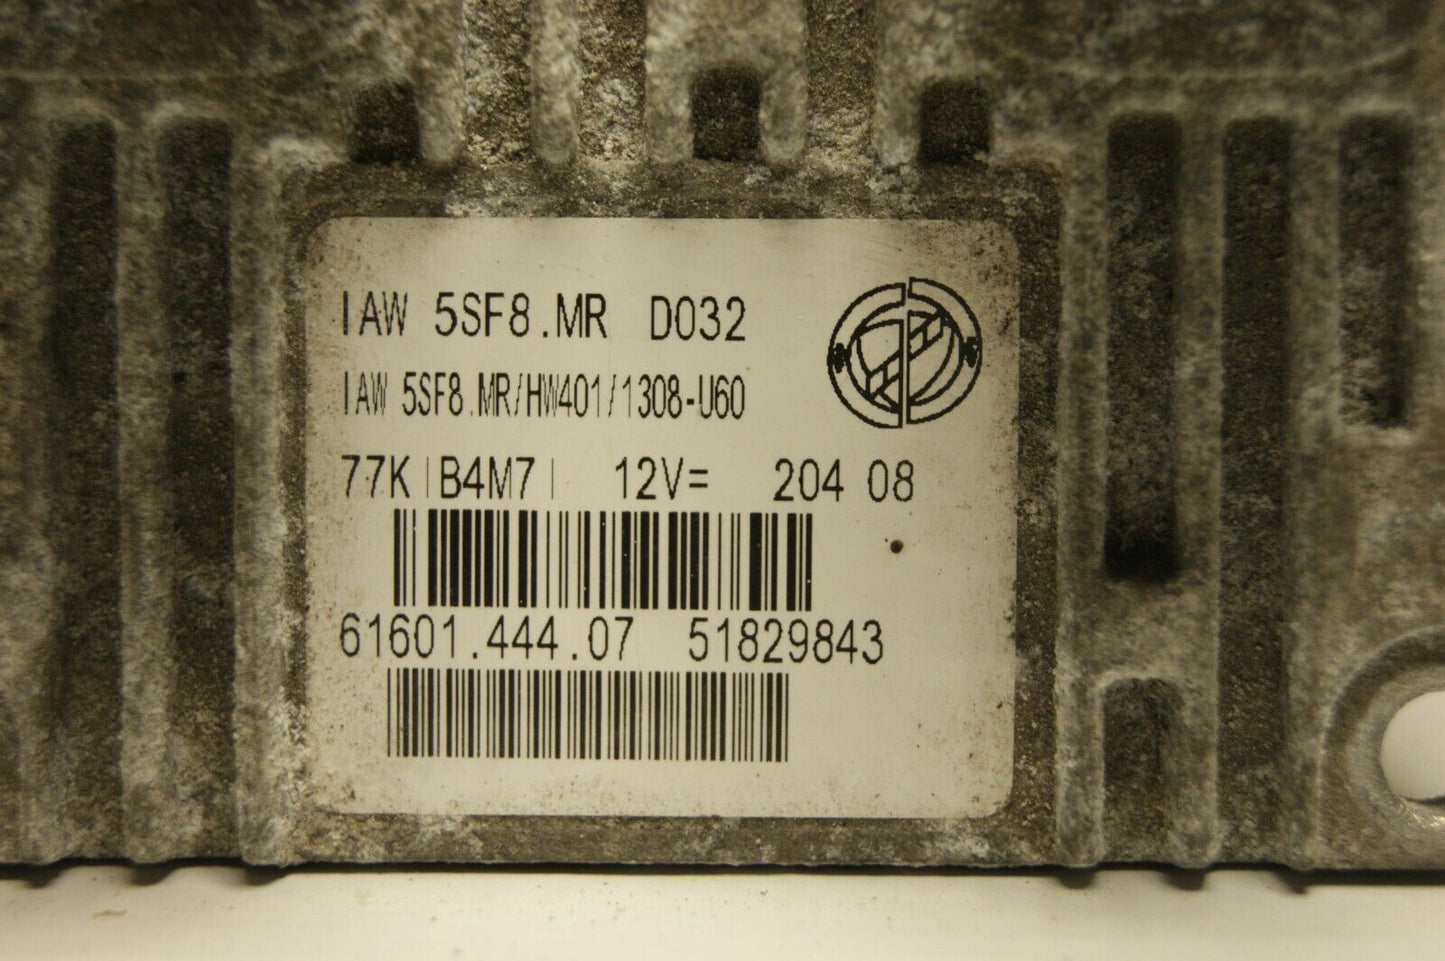 IAW 5SF8.MR D032
IAW 5SF8.MR/HW401/1308-U60
77K|B4M7| 12V= 204 08
61601.444.07 51829843